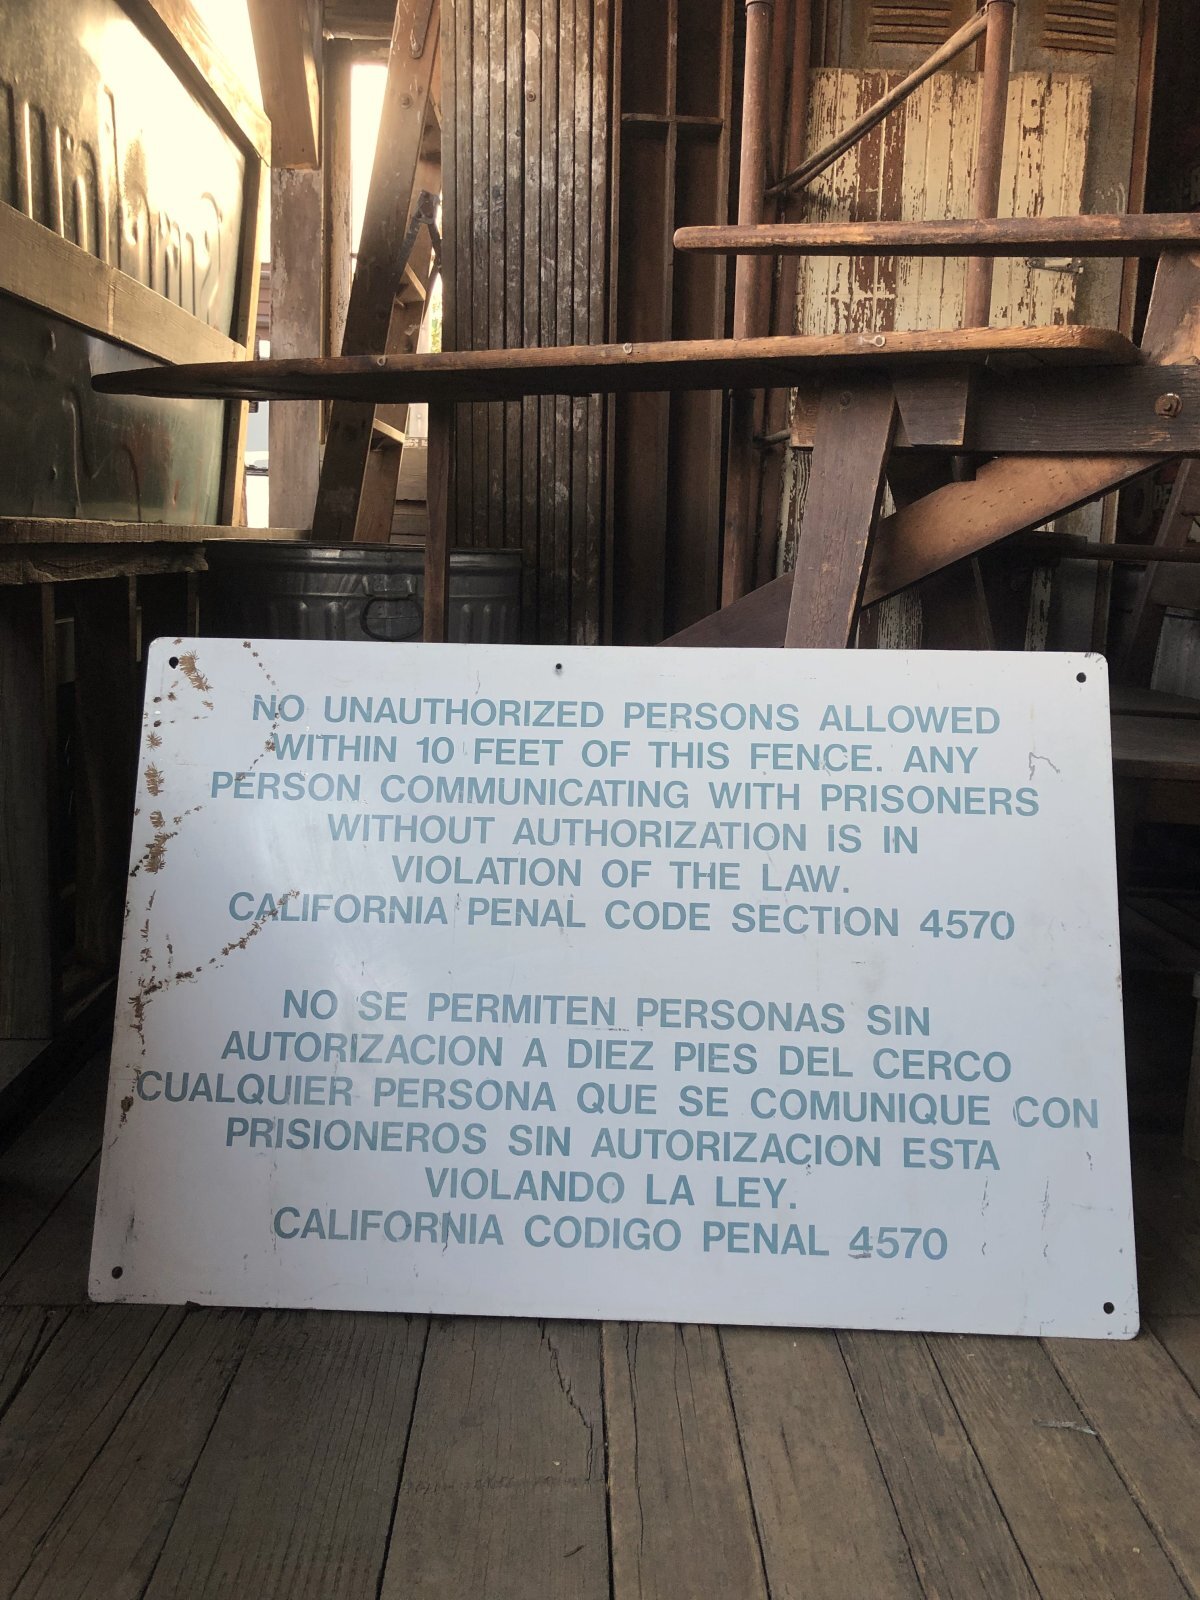 NO UNAUTHORIZED PERSONS ALLOWED
WITHIN 10 FEET OF THIS FENCE. ANY
PERSON COMMUNICATING WITH PRISONERS
WITHOUT AUTHORIZATION IS IN
VIOLATION OF THE LAW.
CALIFORNIA PENAL CODE SECTION 4570
NO SE PERMITEN PERSONAS SIN
AUTORIZACION A DIEZ PIES DEL CERCO
CUALQUIER PERSONA QUE SE COMUNIQUE CON
PRISIONEROS SIN AUTORIZACION ESTA
VIOLANDO LA LEY.
CALIFORNIA CODIGO PENAL 4570